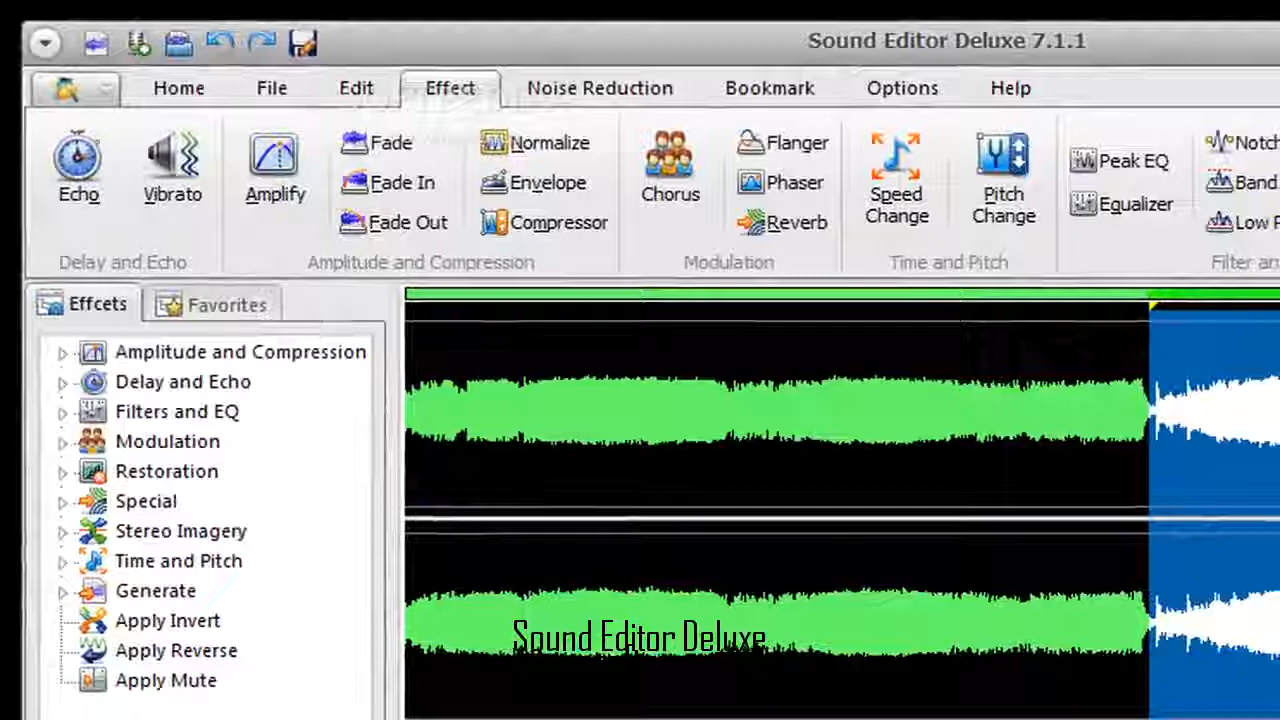 Sound Editor Deluxe 7.1.1
Home File Edit Effect Noise Reduction Bookmark Options Help
Echo
Vibrato
Delay and Echo
Amplify
Fade
Fade In
Fade Out
Normalize
Envelope
Compressor
Amplitude and Compression
Chorus
Flanger
Phaser
Reverb
Modulation
Speed
Change
Pitch
Change
Time and Pitch
Peak EQ
Equalizer
Notch
Band
Low
Filter
Effcets Favorites
Amplitude and Compression
Delay and Echo
Filters and EQ
Modulation
Restoration
Special
Stereo Imagery
Time and Pitch
Generate
Apply Invert
Apply Reverse
Apply Mute
Sound Editor Deluxe